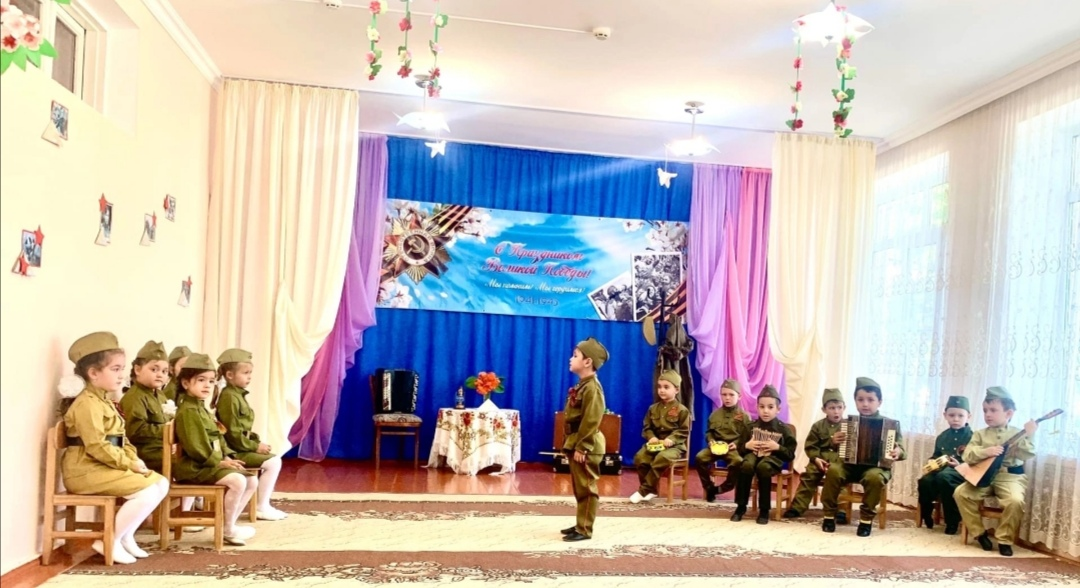 С Праздником
Великой Победы!
Мы помним! Мы гордимся!